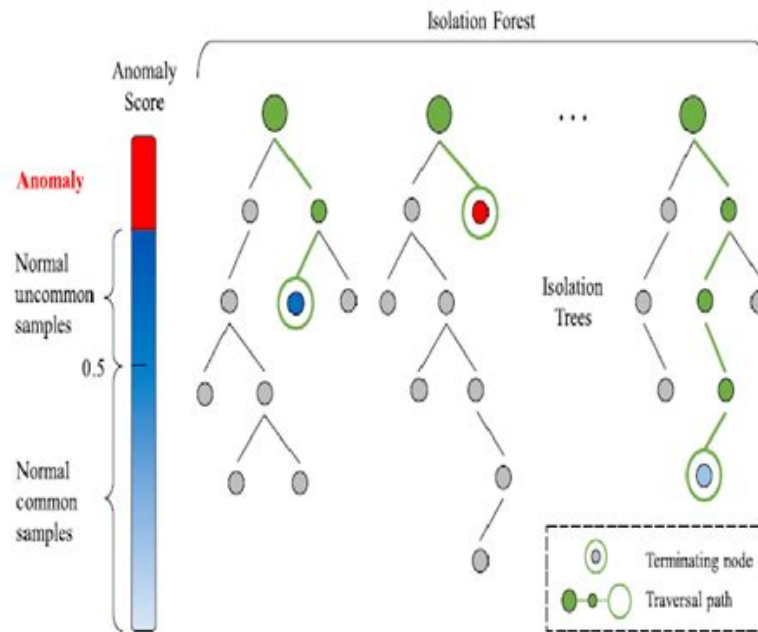 Isolation Forest
Anomaly
Score
...
Anomaly
Normal
uncommon
samples
Isolation
Trees
0.5
Normal
common
samples
Terminating node
Traversal path